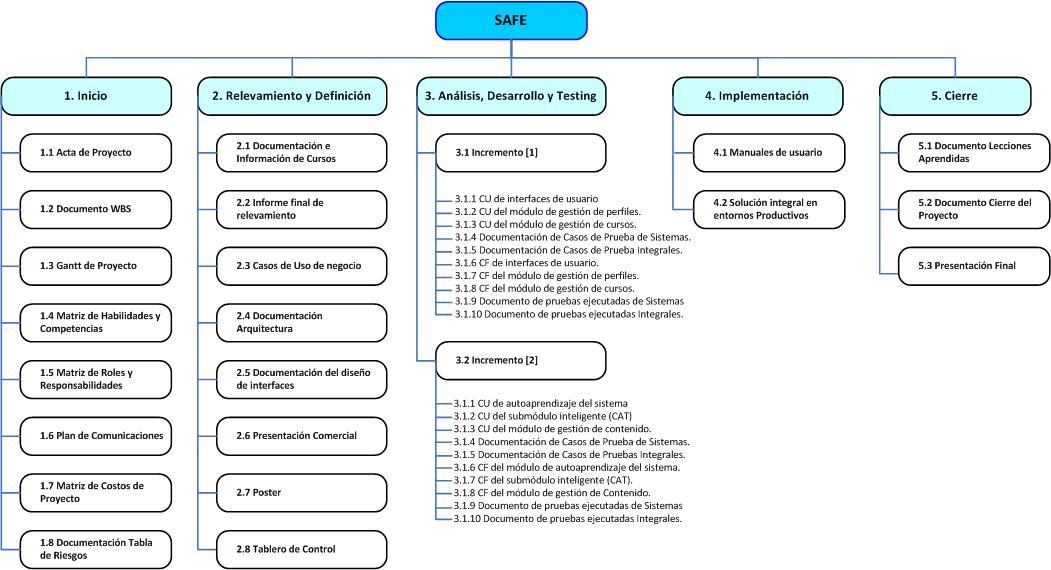 SAFE
1. Inicio
1.1 Acta de Proyecto
1.2 Documento WBS
1.3 Gantt de Proyecto
1.4 Matriz de Habilidades y
Competencias
1.5 Matriz de Roles y
Responsabilidades
1.6 Plan de Comunicaciones
1.7 Matriz de Costos de
Proyecto
1.8 Documentación Tabla
de Riesgos
2. Relevamiento y Definición
2.1 Documentación e
Información de Cursos
2.2 Informe final de
relevamiento
2.3 Casos de Uso de negocio
2.4 Documentación
Arquitectura
2.5 Documentación del diseño
de interfaces
2.6 Presentación Comercial
2.7 Poster
2.8 Tablero de Control
3. Análisis, Desarrollo y Testing
3.1 Incremento [1]
3.1.1 CU de interfaces de usuario
3.1.2 CU del módulo de gestión de perfiles.
3.1.3 CU del módulo de gestión de cursos.
3.1.4 Documentación de Casos de Prueba de Sistemas.
3.1.5 Documentación de Casos de Prueba Integrales.
3.1.6 CF de interfaces de usuario.
3.1.7 CF del módulo de gestión de perfiles.
3.1.8 CF del módulo de gestión de cursos.
3.1.9 Documento de pruebas ejecutadas de Sistemas
3.1.10 Documento de pruebas ejecutadas Integrales.
3.2 Incremento [2]
3.1.1 CU de autoaprendizaje del sistema
3.1.2 CU del submódulo inteligente (CAT)
3.1.3 CU del módulo de gestión de contenido.
3.1.4 Documentación de Casos de Prueba de Sistemas.
3.1.5 Documentación de Casos de Pruebas Integrales.
3.1.6 CF del módulo de autoaprendizaje del sistema.
3.1.7 CF del submódulo inteligente (CAT).
3.1.8 CF del módulo de gestión de Contenido.
3.1.9 Documento de pruebas ejecutadas de Sistemas
3.1.10 Documento de pruebas ejecutadas Integrales.
4. Implementación
4.1 Manuales de usuario
4.2 Solución integral en
entornos Productivos
5. Cierre
5.1 Documento Lecciones
Aprendidas
5.2 Documento Cierre del
Proyecto
5.3 Presentación Final